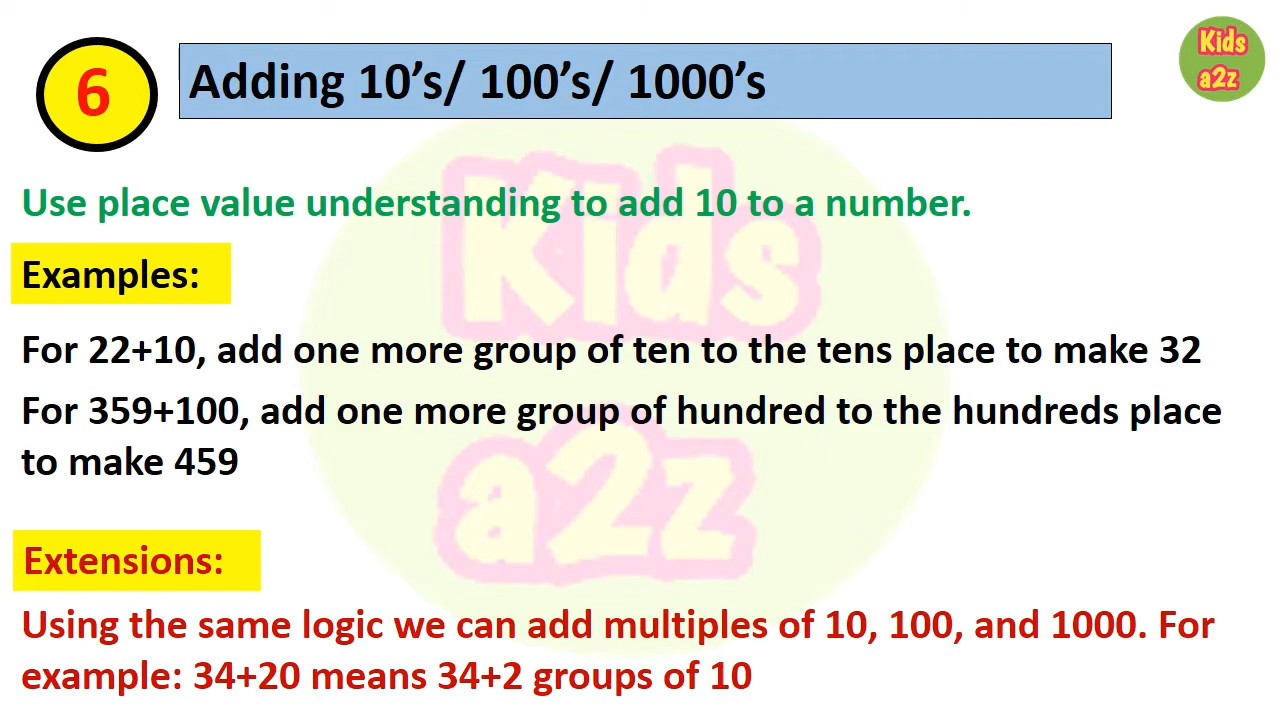 6
Adding 10’s/ 100’s/ 1000’s
Kids
a2z
Use place value understanding to add 10 to a number.
Examples:
For 22+10, add one more group of ten to the tens place to make 32
For 359+100, add one more group of hundred to the hundreds place
to make 459
Extensions:
Using the same logic we can add multiples of 10, 100, and 1000. For
example: 34+20 means 34+2 groups of 10
Kids
a2z